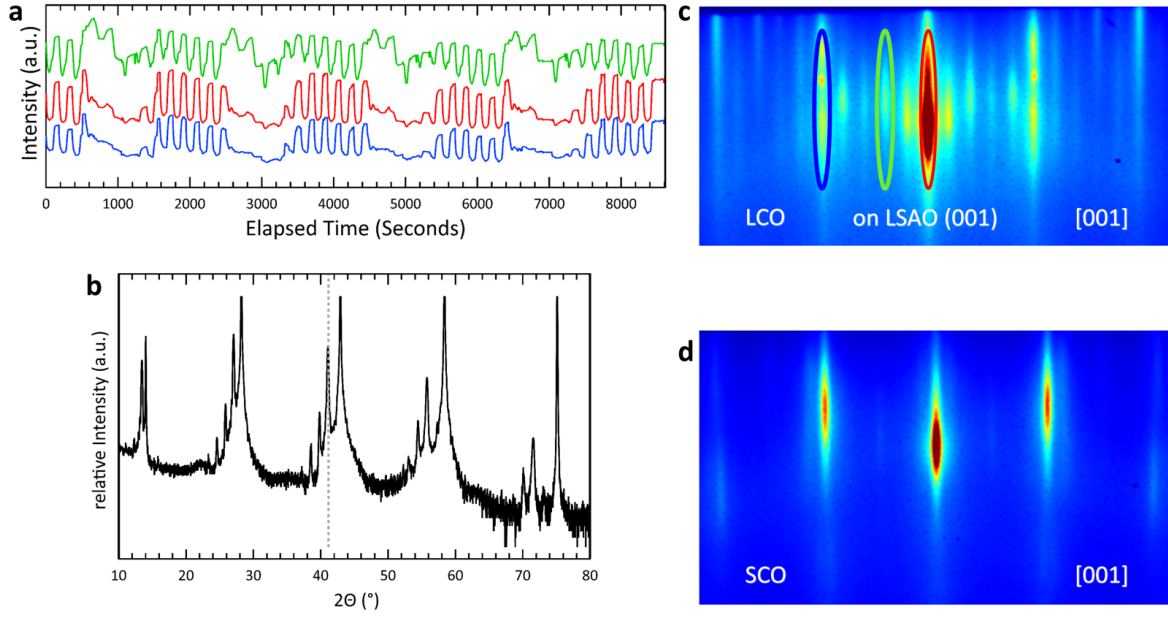 a
Intensity (a.u.)
0 1000 2000 3000 4000 5000 6000 7000 8000
Elapsed Time (Seconds)
b
relative Intensity (a.u.)
10 20 30 40 50 60 70 80
2Θ (°)
c
LCO on LSAO (001) [001]
d
SCO [001]